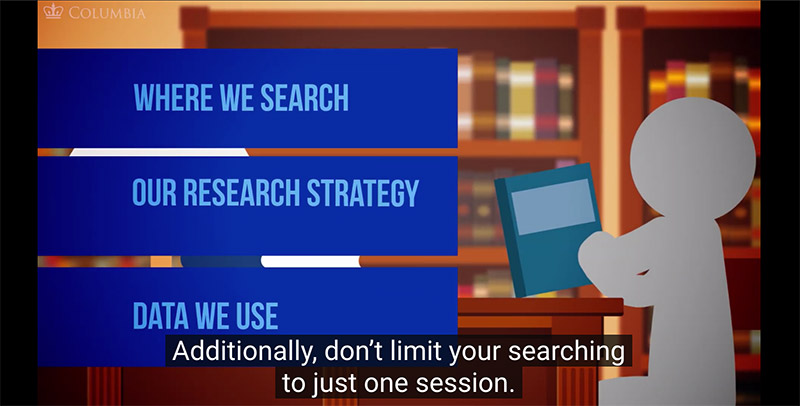 COLUMBIA
WHERE WE SEARCH
OUR RESEARCH STRATEGY
DATA WE USE
Additionally, don’t limit your searching
to just one session.